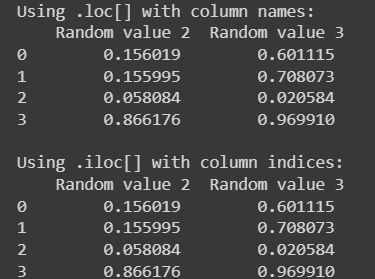 Using .loc[] with column names:
Random value 2 Random value 3
0 0.156019 0.601115
1 0.155995 0.708073
2 0.058084 0.020584
3 0.866176 0.969910
Using .iloc[] with column indices:
Random value 2 Random value 3
0 0.156019 0.601115
1 0.155995 0.708073
2 0.058084 0.020584
3 0.866176 0.969910